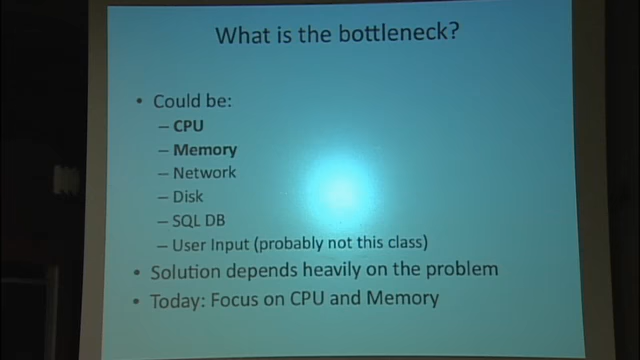 What is the bottleneck?
• Could be:
– CPU
– Memory
– Network
– Disk
– SQL DB
– User Input (probably not this class)
• Solution depends heavily on the problem
• Today: Focus on CPU and Memory